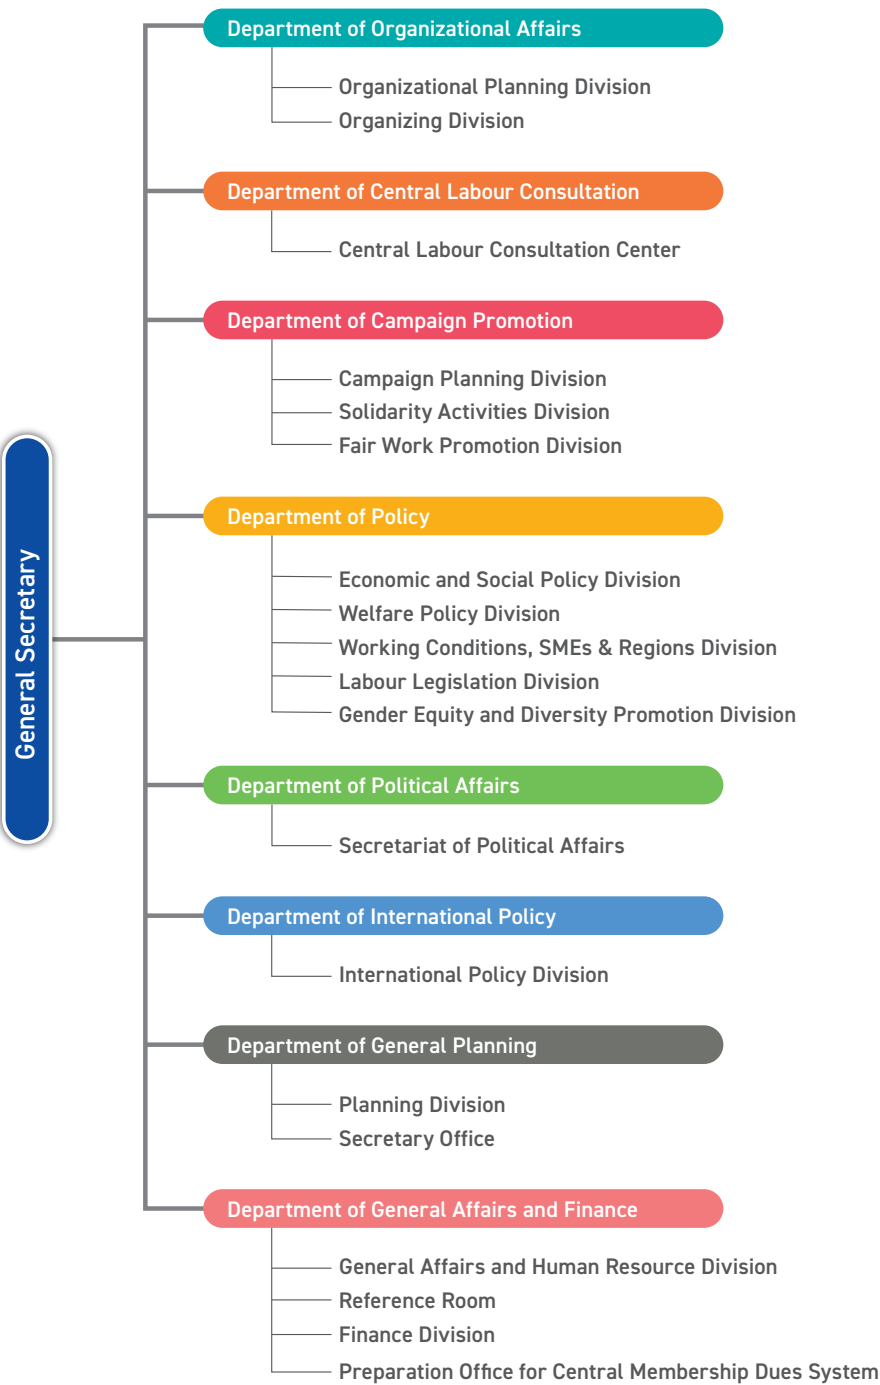 General Secretary
Department of Organizational Affairs
Organizational Planning Division
Organizing Division
Department of Central Labour Consultation
Central Labour Consultation Center
Department of Campaign Promotion
Campaign Planning Division
Solidarity Activities Division
Fair Work Promotion Division
Department of Policy
Economic and Social Policy Division
Welfare Policy Division
Working Conditions, SMEs & Regions Division
Labour Legislation Division
Gender Equity and Diversity Promotion Division
Department of Political Affairs
Secretariat of Political Affairs
Department of International Policy
International Policy Division
Department of General Planning
Planning Division
Secretary Office
Department of General Affairs and Finance
General Affairs and Human Resource Division
Reference Room
Finance Division
Preparation Office for Central Membership Dues System